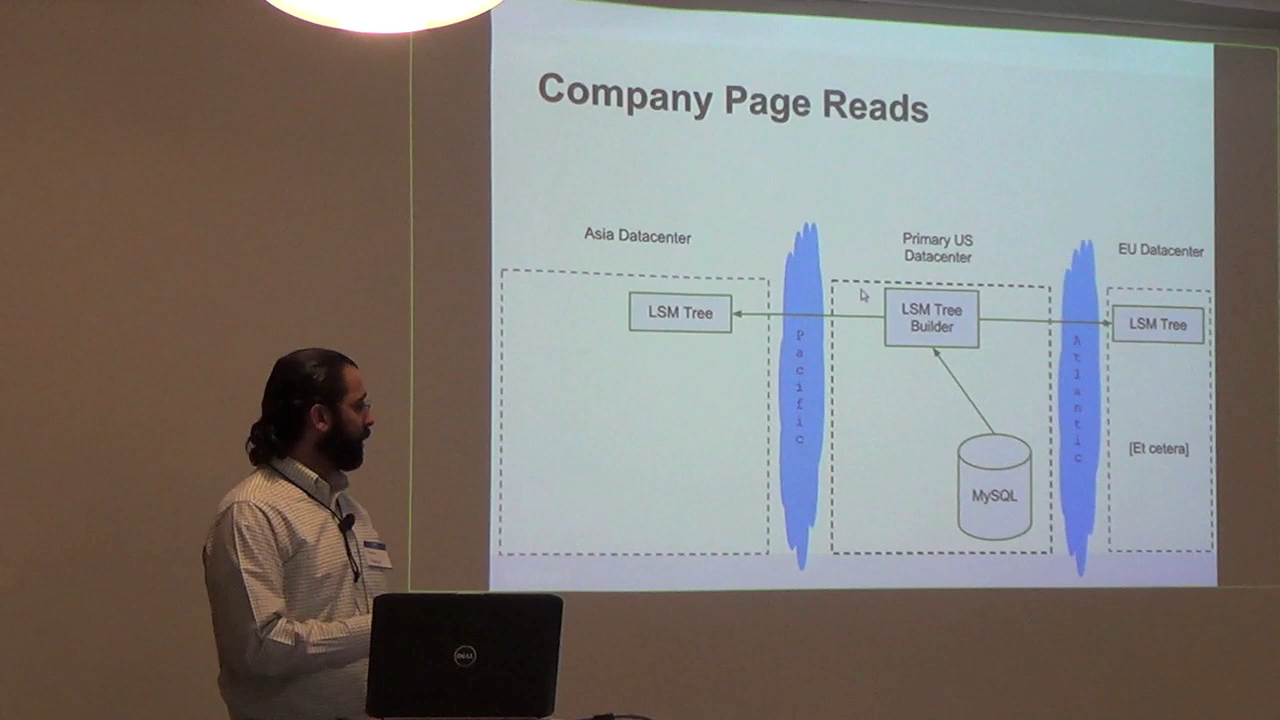 Company Page Reads
Asia Datacenter
Primary US
Datacenter
EU Datacenter
LSM Tree
LSM Tree
Builder
LSM Tree
Pacific
Atlantic
[Et cetera]
MySQL
DELL